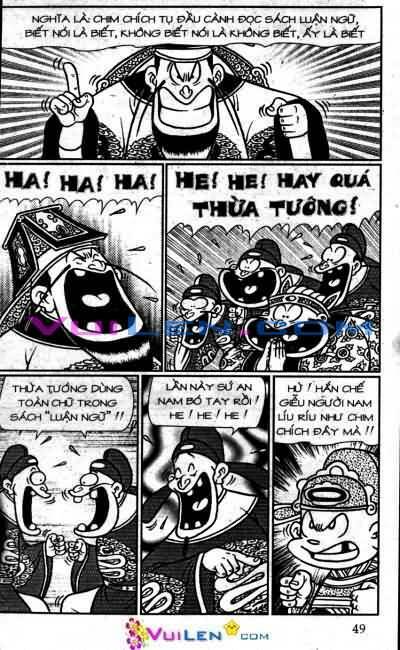 NGHĨA LÀ: CHIM CHÍCH TỤ ĐẦU CÀNH ĐỌC SÁCH LUẬN NGỮ,
BIẾT NÓI LÀ BIẾT, KHÔNG BIẾT NÓI LÀ KHÔNG BIẾT, ẤY LÀ BIẾT
HA! HA! HA!
HE! HE! HAY QUÁ
THỪA TƯỚNG!
VuiLen.com
THỪA TƯỚNG DÙNG
TOÀN CHỮ TRONG
SÁCH "LUẬN NGỮ" !!
LẦN NÀY SỨ AN
NAM BÓ TAY RỒI !
HE ! HE ! HE !
HỪ ! HẮN CHẾ
GIỄU NGƯỜI NAM
LÍU RÍU NHƯ CHIM
CHÍCH ĐÂY MÀ !!
49
VuiLen.com